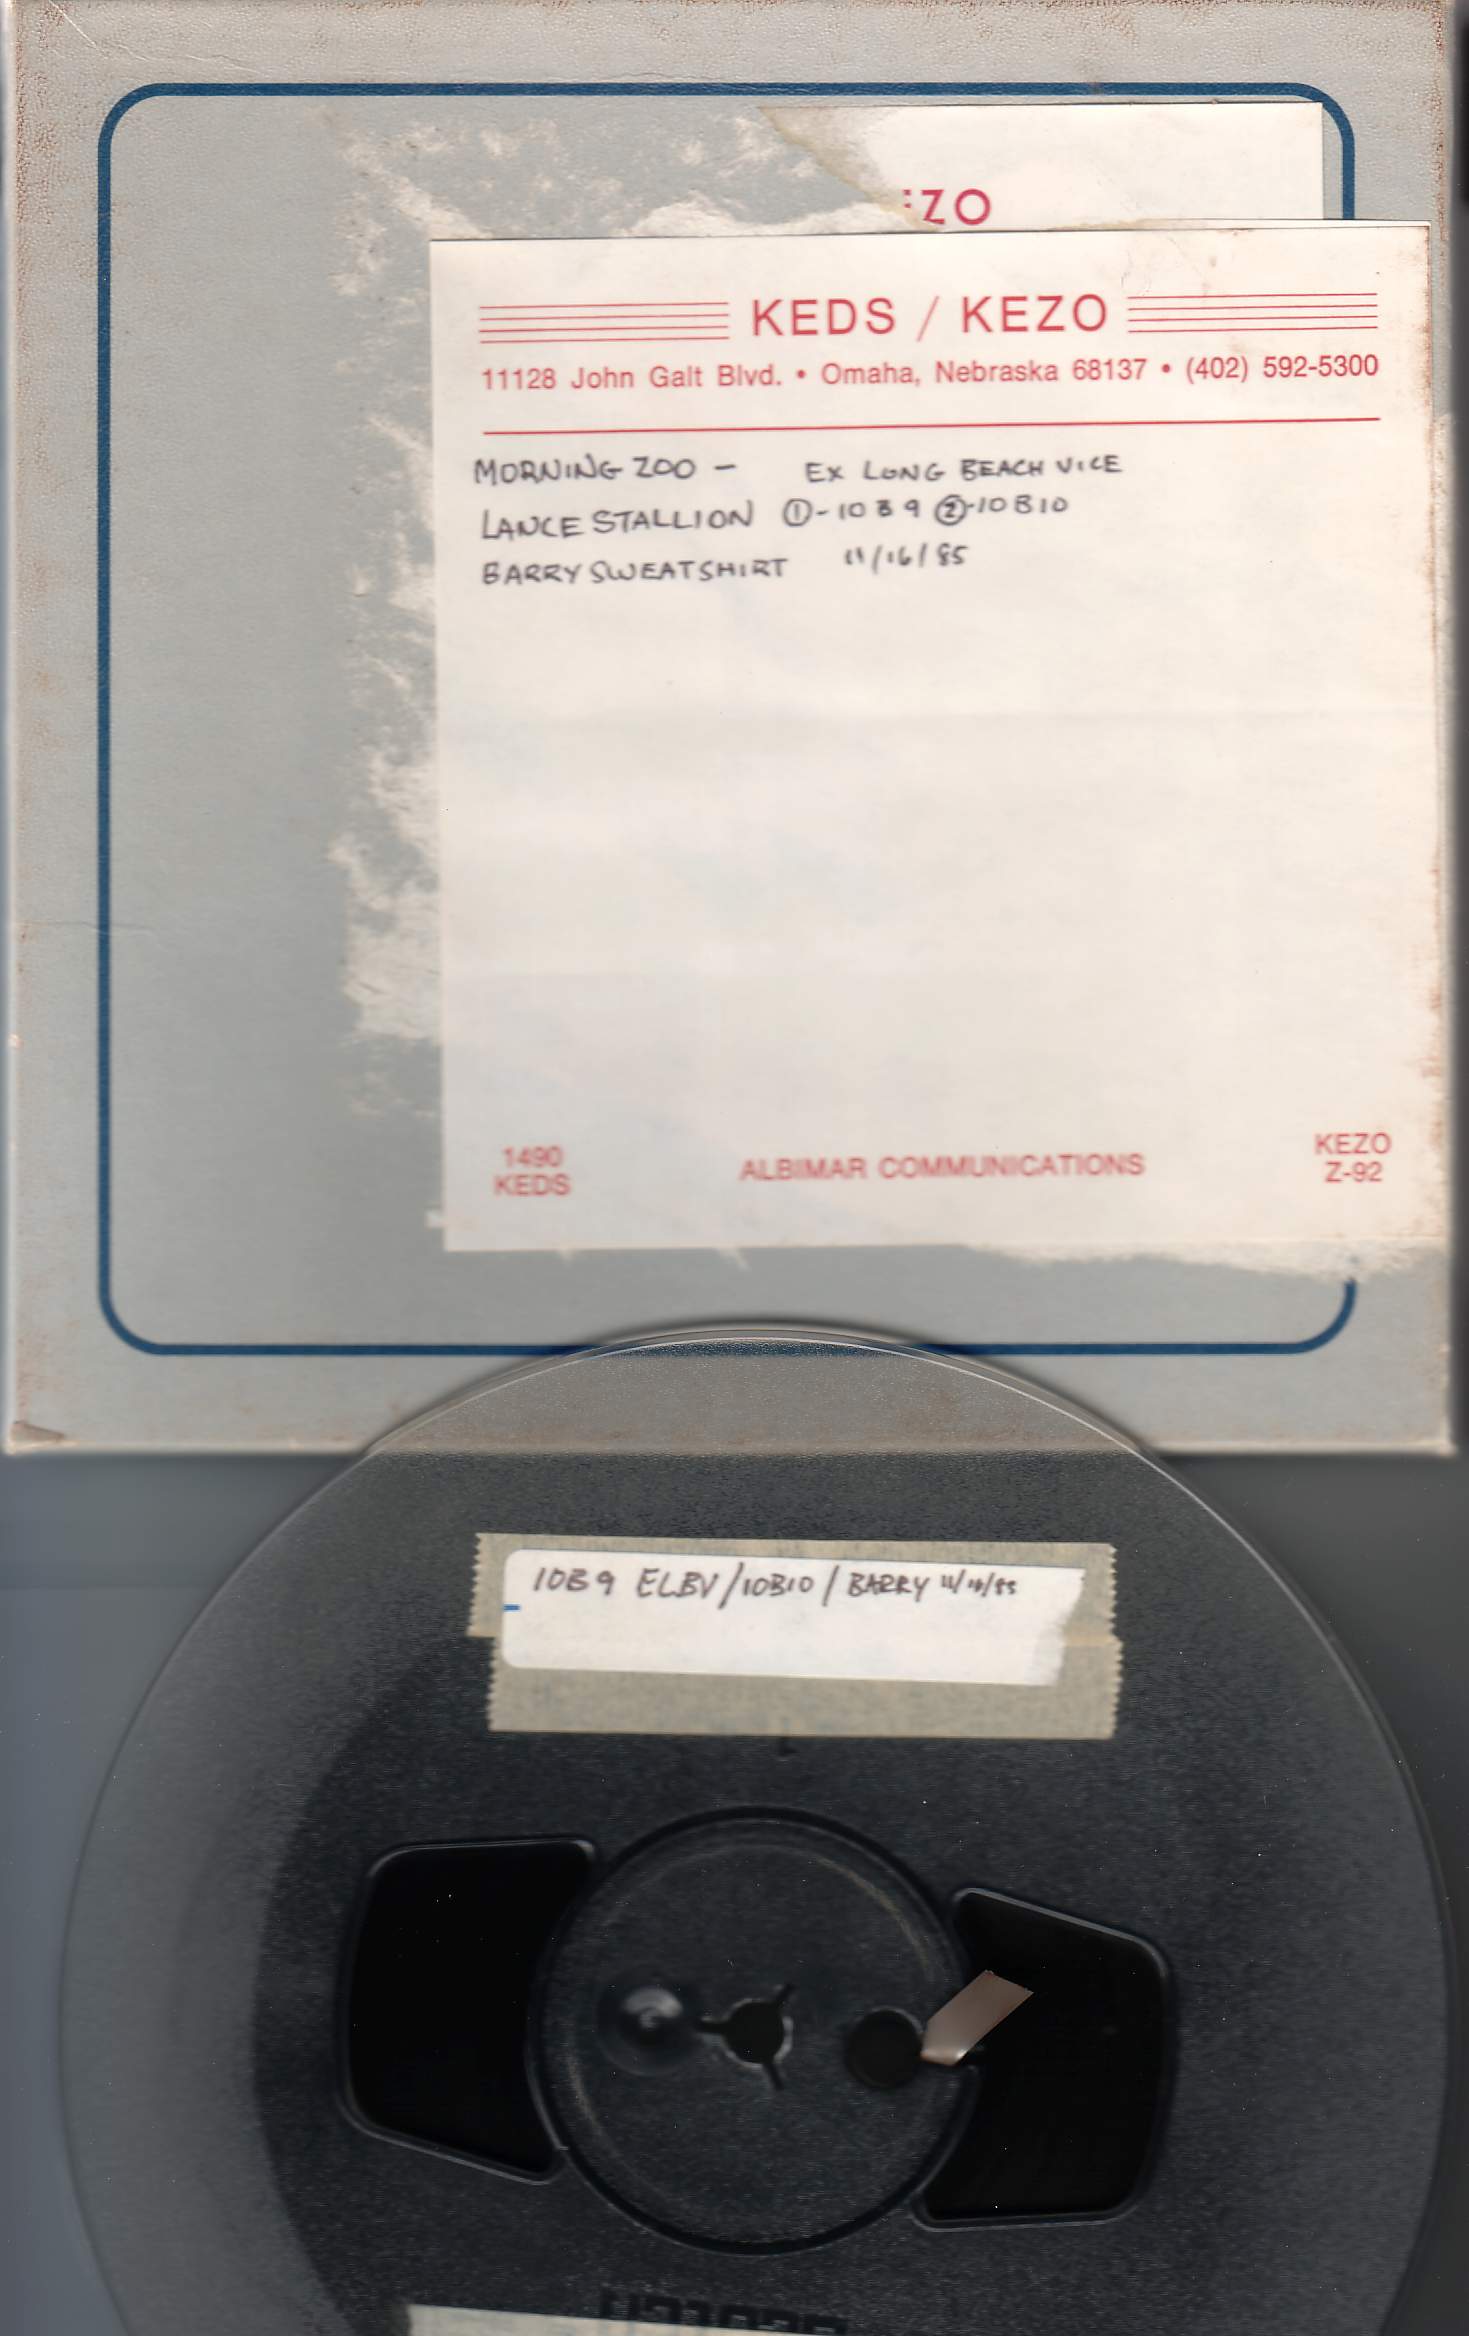 ZO
KEDS / KEZO
11128 John Galt Blvd. • Omaha, Nebraska 68137 • (402) 592-5300
MORNING ZOO - EX LONG BEACH VICE
LANCE STALLION ①-10B9 ②-10B10
BARRY SWEATSHIRT 11/16/85
1490
KEDS
ALBIMAR COMMUNICATIONS
KEZO
Z-92
10B9 ELBV/10B10/BARRY 11/16/85